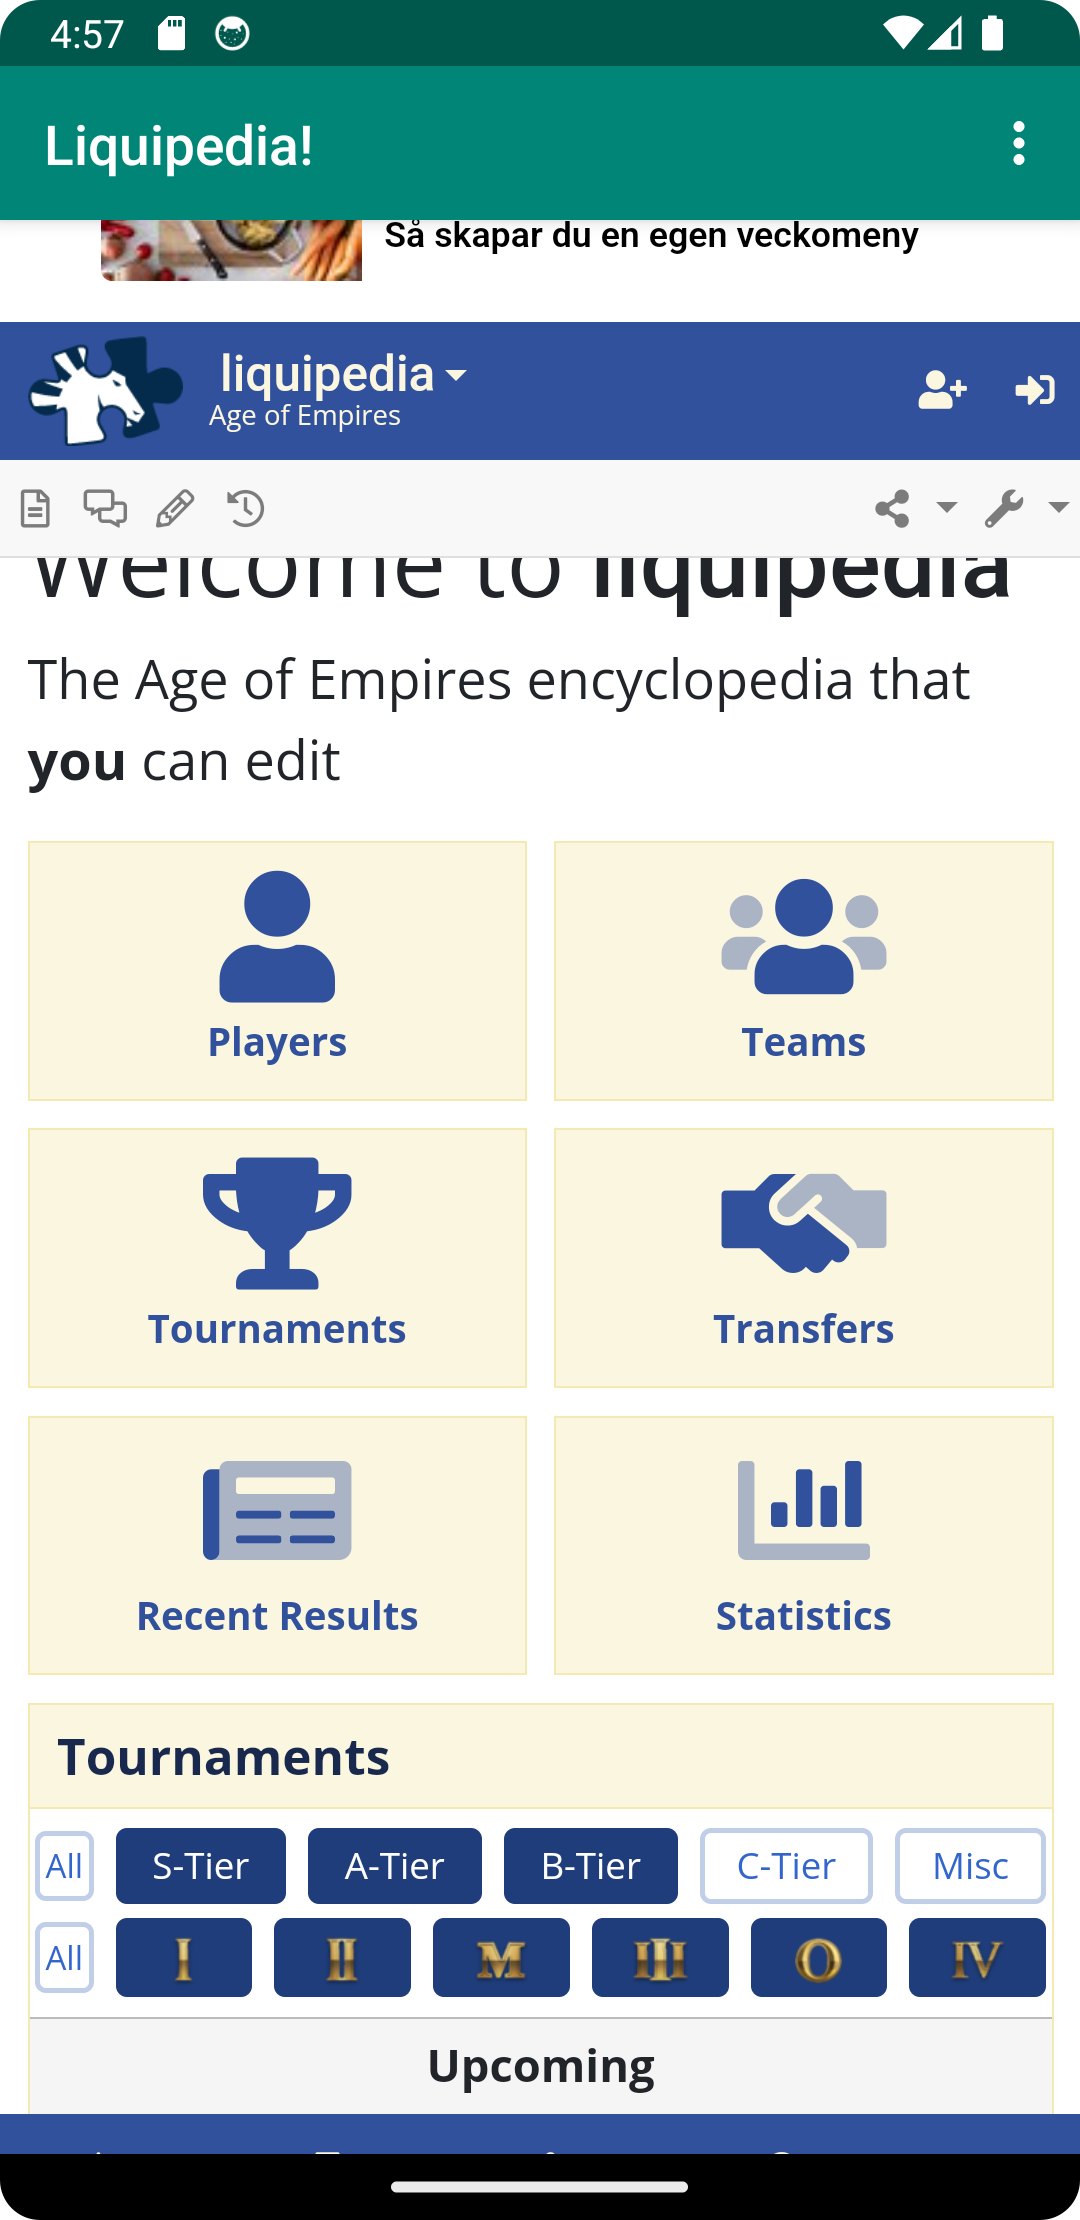 4:57
Liquipedia!
Så skapar du en egen veckomeny
liquipedia
Age of Empires
Welcome to liquipedia
The Age of Empires encyclopedia that
you can edit
Players
Teams
Tournaments
Transfers
Recent Results
Statistics
Tournaments
All S-Tier A-Tier B-Tier C-Tier Misc
All I II M III O IV
Upcoming